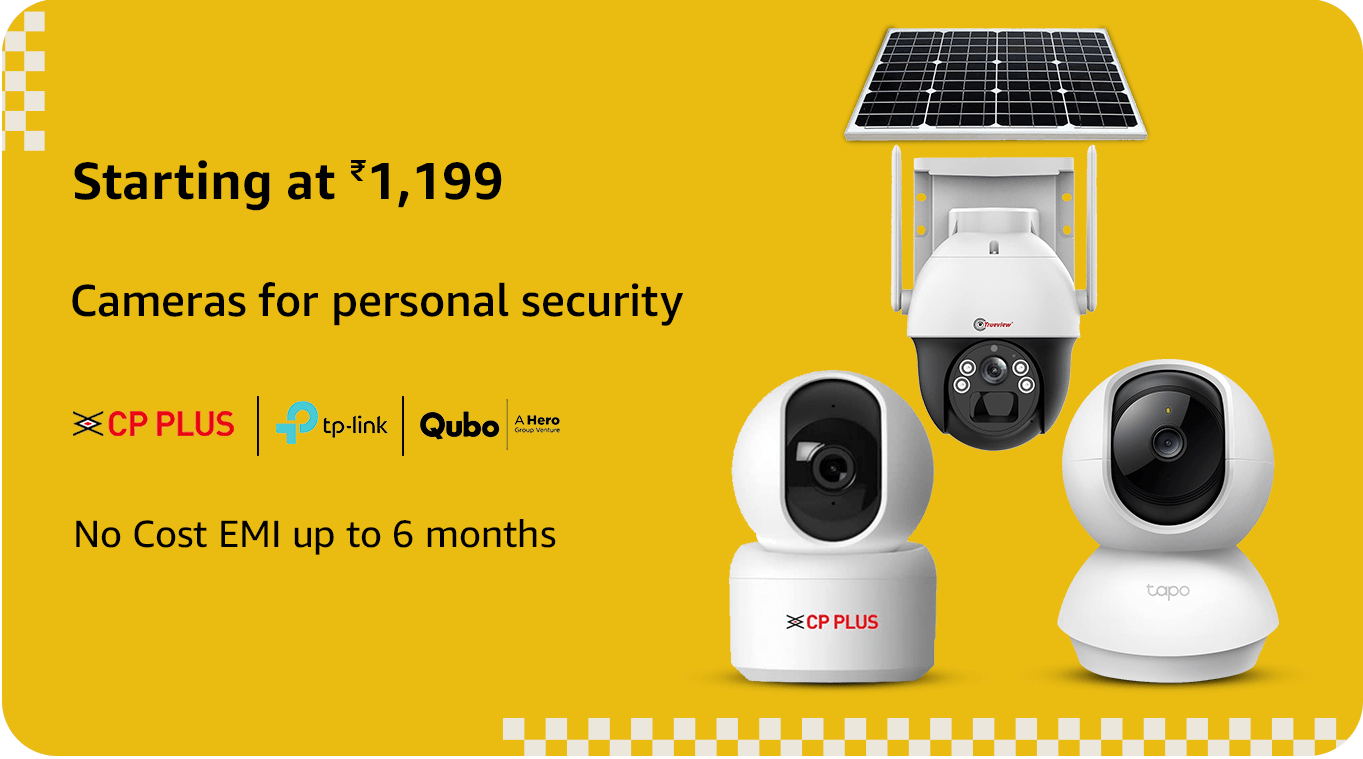 Starting at ₹1,199
Cameras for personal security
CP PLUS
tp-link
Qubo
A Hero
Group Venture
No Cost EMI up to 6 months
Trueview
CP PLUS
tapo